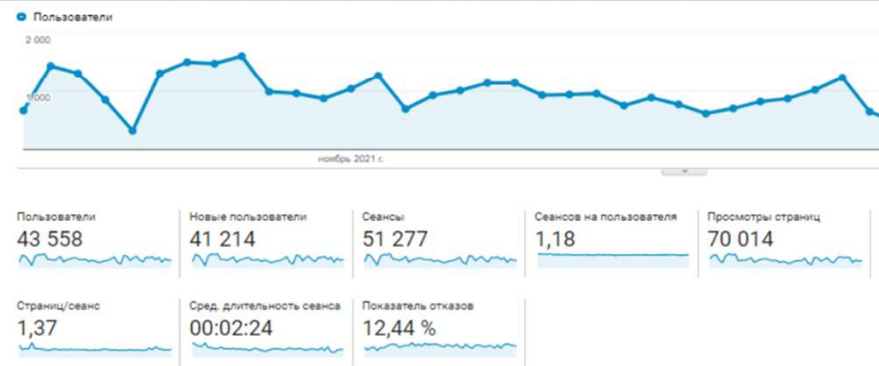 Пользователи
2 000
1 000
ноябрь 2021 г.
Пользователи
43 558
Новые пользователи
41 214
Сеансы
51 277
Сеансов на пользователя
1,18
Просмотры страниц
70 014
Страниц/сеанс
1,37
Сред. длительность сеанса
00:02:24
Показатель отказов
12,44 %